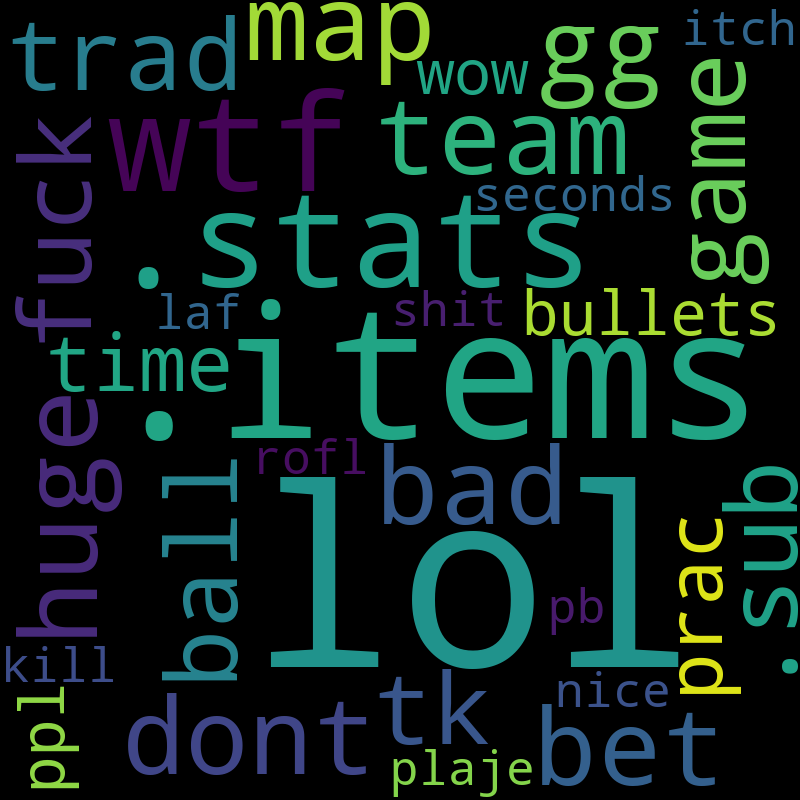 map
itch
trad
gg
wow
game
wtf
team
fuck
seconds
.stats
laf
shit
bullets
.items
time
huge
rofl
bad
ball
lol
.sub
prac
pb
kill
nice
tk
ppl
dont
bet
plaje